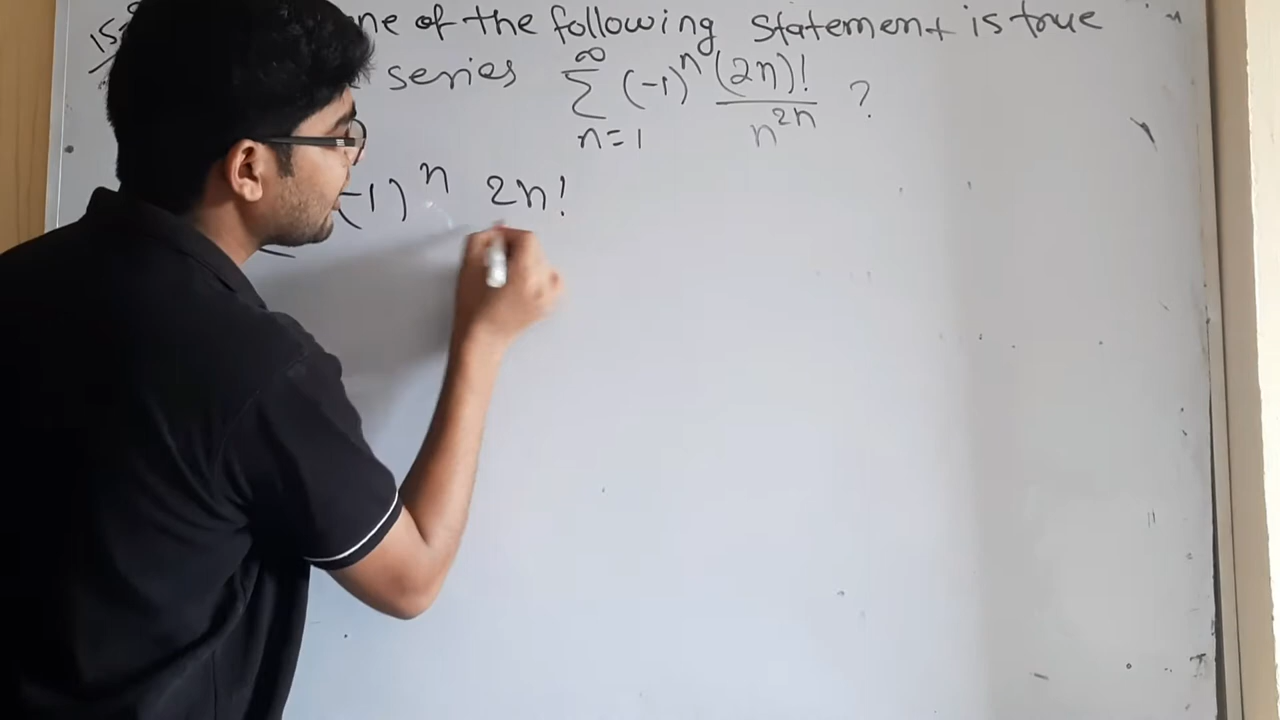 ne of the following Statement is true
series ∞∑n=1 (-1)^n (2n)!/n^2n ?
(-1)^n 2n!